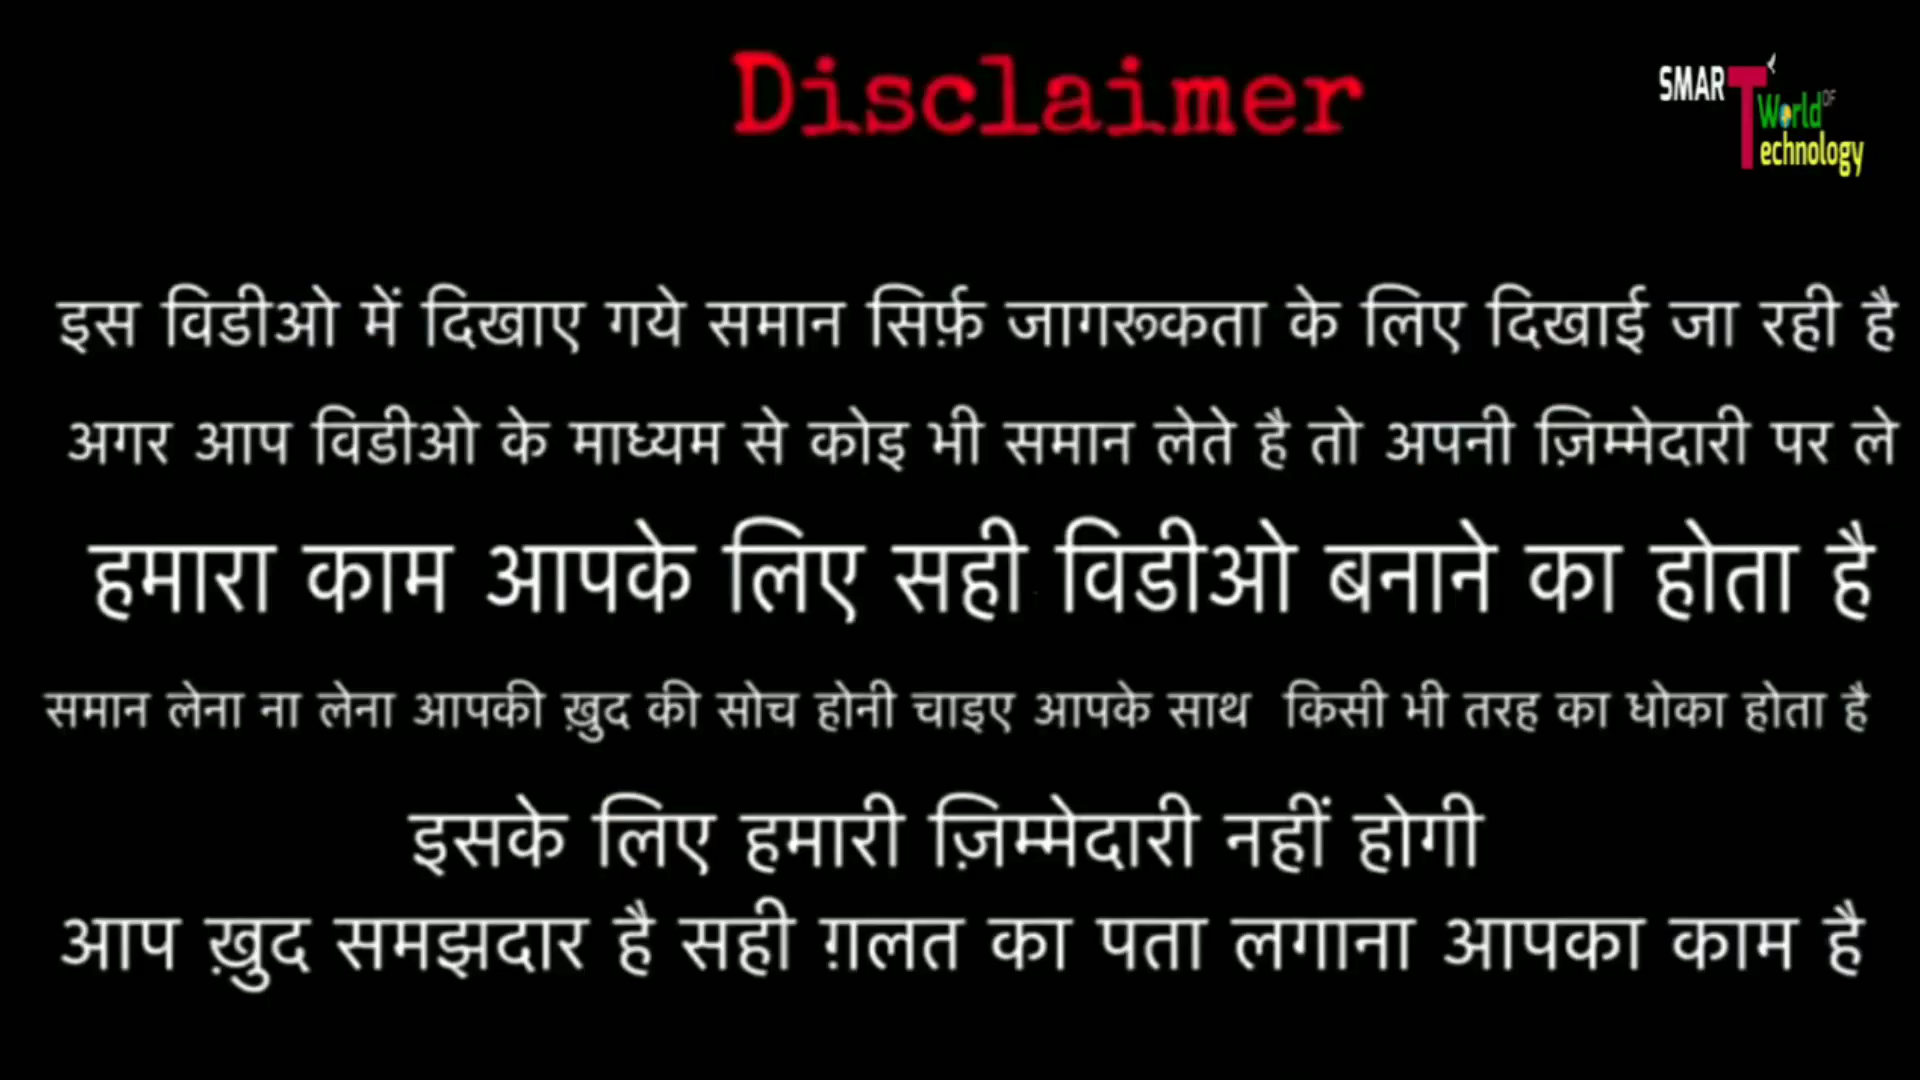 Disclaimer
SMART
World OF
Technology
इस विडीओ में दिखाए गये समान सिर्फ़ जागरूकता के लिए दिखाई जा रही है
अगर आप विडीओ के माध्यम से कोइ भी समान लेते है तो अपनी ज़िम्मेदारी पर ले
हमारा काम आपके लिए सही विडीओ बनाने का होता है
समान लेना ना लेना आपकी ख़ुद की सोच होनी चाइए आपके साथ किसी भी तरह का धोका होता है
इसके लिए हमारी ज़िम्मेदारी नहीं होगी
आप ख़ुद समझदार है सही ग़लत का पता लगाना आपका काम है